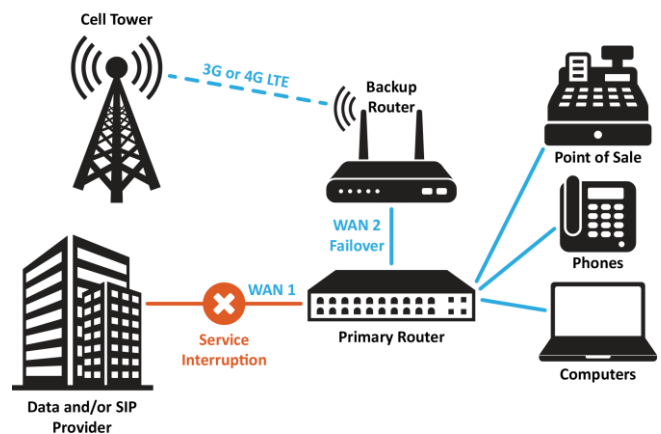 Cell Tower
3G or 4G LTE
Backup
Router
Point of Sale
WAN 2
Failover
Phones
WAN 1
Service
Interruption
Primary Router
Computers
Data and/or SIP
Provider